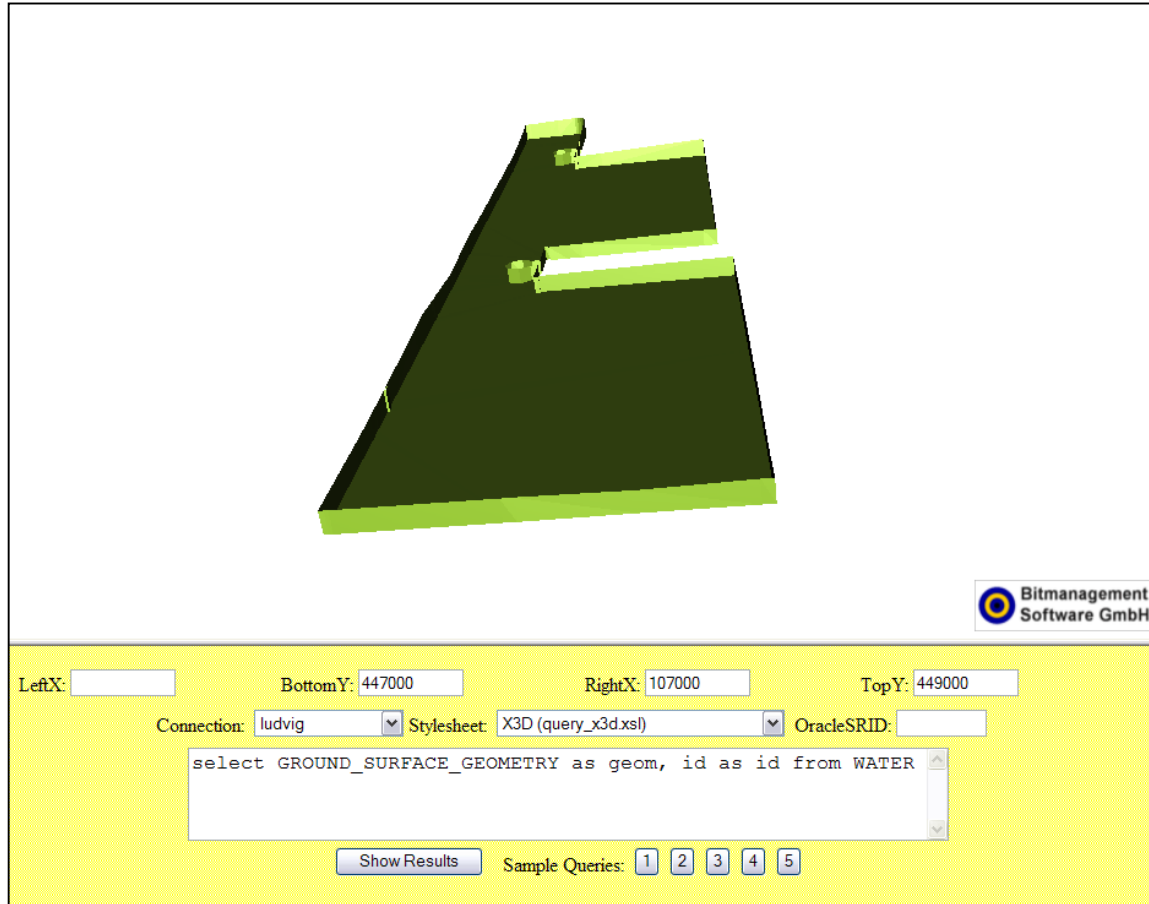 Bitmanagement
Software GmbH
LeftX: BottomY: 447000 RightX: 107000 TopY: 449000
Connection: ludvig Stylesheet: X3D (query_x3d.xsl) OracleSRID:
select GROUND_SURFACE_GEOMETRY as geom, id as id from WATER
Show Results Sample Queries: 1 2 3 4 5